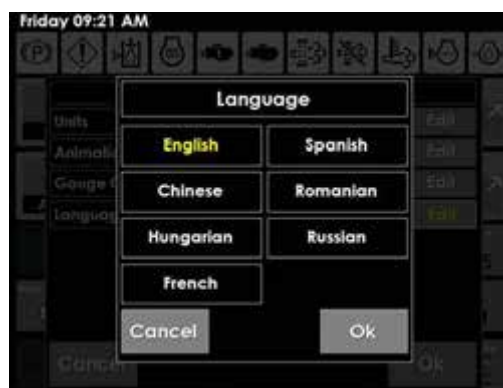 Friday 09:21 AM
Language
Units
Edit
English
Spanish
Edit
Chinese
Romanian
Edit
Edit
Hungarian
Russian
French
Cancel
Ok
Cancel
Ok